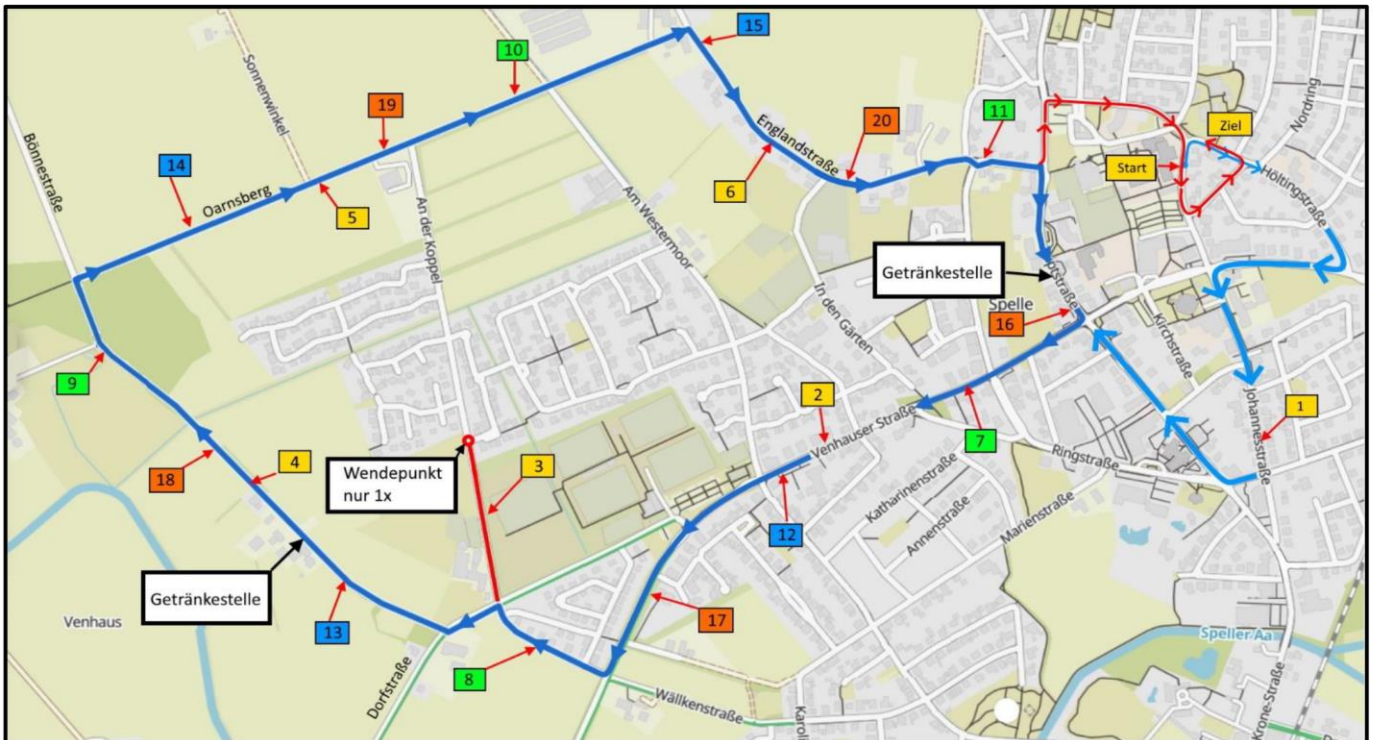 15
10
Sonnenwinkel
19
Nordring
Bönnestraße
11
Ziel
Englandstraße
20
14
Start
Oarnsberg
5
6
Höltingstraße
An der Koppel
Am Westermoor
Getränkestelle
ptstraße
In den Gärten
Spelle
16
Kirchstraße
9
2
Johannesstraße
1
Venhauser Straße
7
4
3
Wendepunkt
nur 1x
18
Ringstraße
Katharinenstraße
Annenstraße
Marienstraße
12
Getränkestelle
13
17
Venhaus
Speller Aa
8
Dorfstraße
Wällkenstraße
Karoli
Krone-Straße